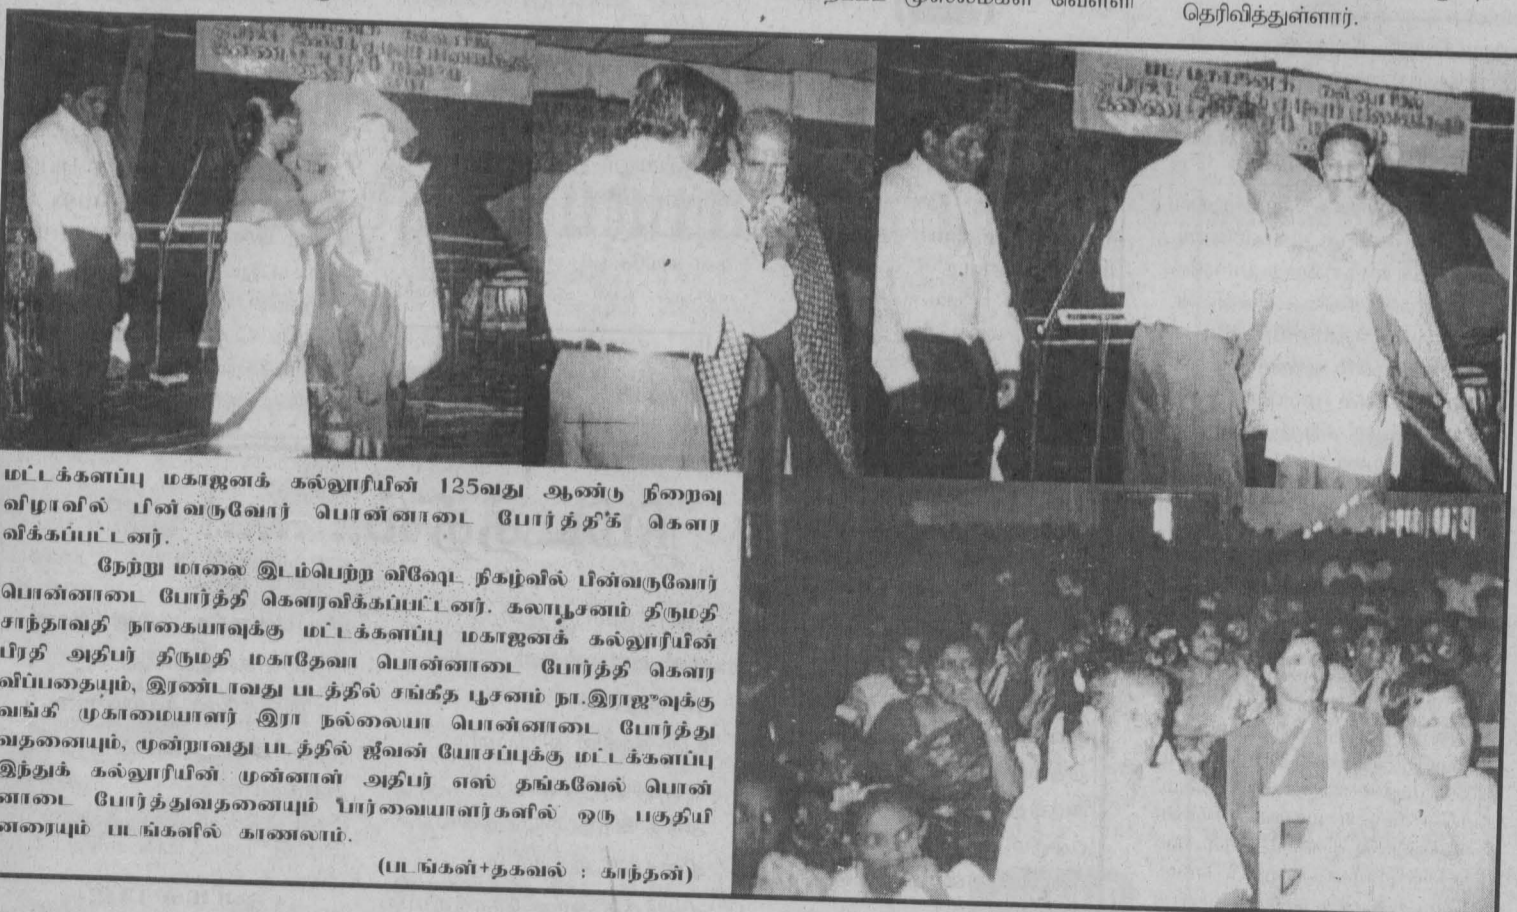 தெரிவித்துள்ளார்.
மட்டக்களப்பு மகாஜனக் கல்லூரியின் 125வது ஆண்டு நிறைவு
விழாவில் பின்வருவோர் பொன்னாடை போர்த்திக் கௌர
விக்கப்பட்டனர்.
நேற்று மாலை இடம்பெற்ற விஷேட நிகழ்வில் பின்வருவோர்
பொன்னாடை போர்த்தி கௌரவிக்கப்பட்டனர். கலாபூசனம் திருமதி
சாந்தாவதி நாகையாவுக்கு மட்டக்களப்பு மகாஜனக் கல்லூரியின்
பிரதி அதிபர் திருமதி மகாதேவா பொன்னாடை போர்த்தி கௌர
விப்பதையும், இரண்டாவது படத்தில் சங்கீத பூசனம் நா.இராஜுவுக்கு
வங்கி முகாமையாளர் இரா நல்லையா பொன்னாடை போர்த்து
வதனையும், மூன்றாவது படத்தில் ஜீவன் யோசப்புக்கு மட்டக்களப்பு
இந்துக் கல்லூரியின் முன்னாள் அதிபர் எஸ் தங்கவேல் பொன்
னாடை போர்த்துவதனையும் பார்வையாளர்களில் ஒரு பகுதியி
னரையும் படங்களில் காணலாம்.
(படங்கள்+தகவல் : காந்தன்)